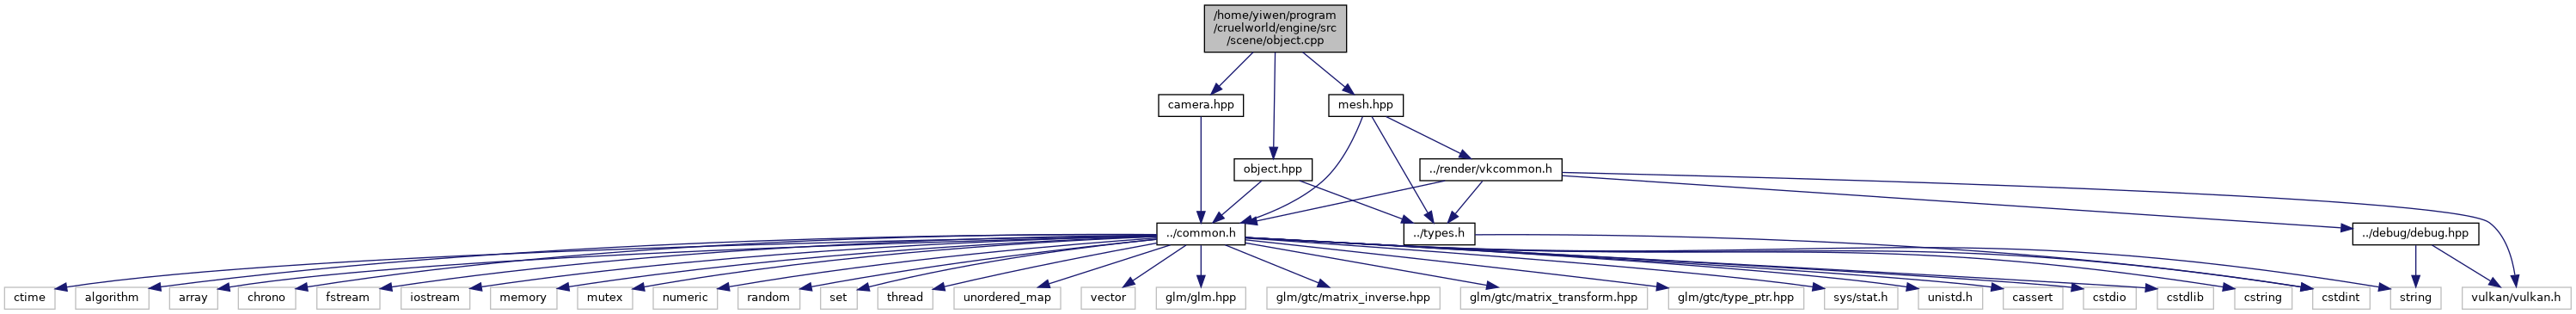 /home/yiwen/program
/cruelworld/engine/src
/scene/object.cpp
camera.hpp
mesh.hpp
object.hpp
../render/vkcommon.h
../common.h
../types.h
../debug/debug.hpp
ctime
algorithm
array
chrono
fstream
iostream
memory
mutex
numeric
random
set
thread
unordered_map
vector
glm/glm.hpp
glm/gtc/matrix_inverse.hpp
glm/gtc/matrix_transform.hpp
glm/gtc/type_ptr.hpp
sys/stat.h
unistd.h
cassert
cstdio
cstdlib
cstring
cstdint
string
vulkan/vulkan.h